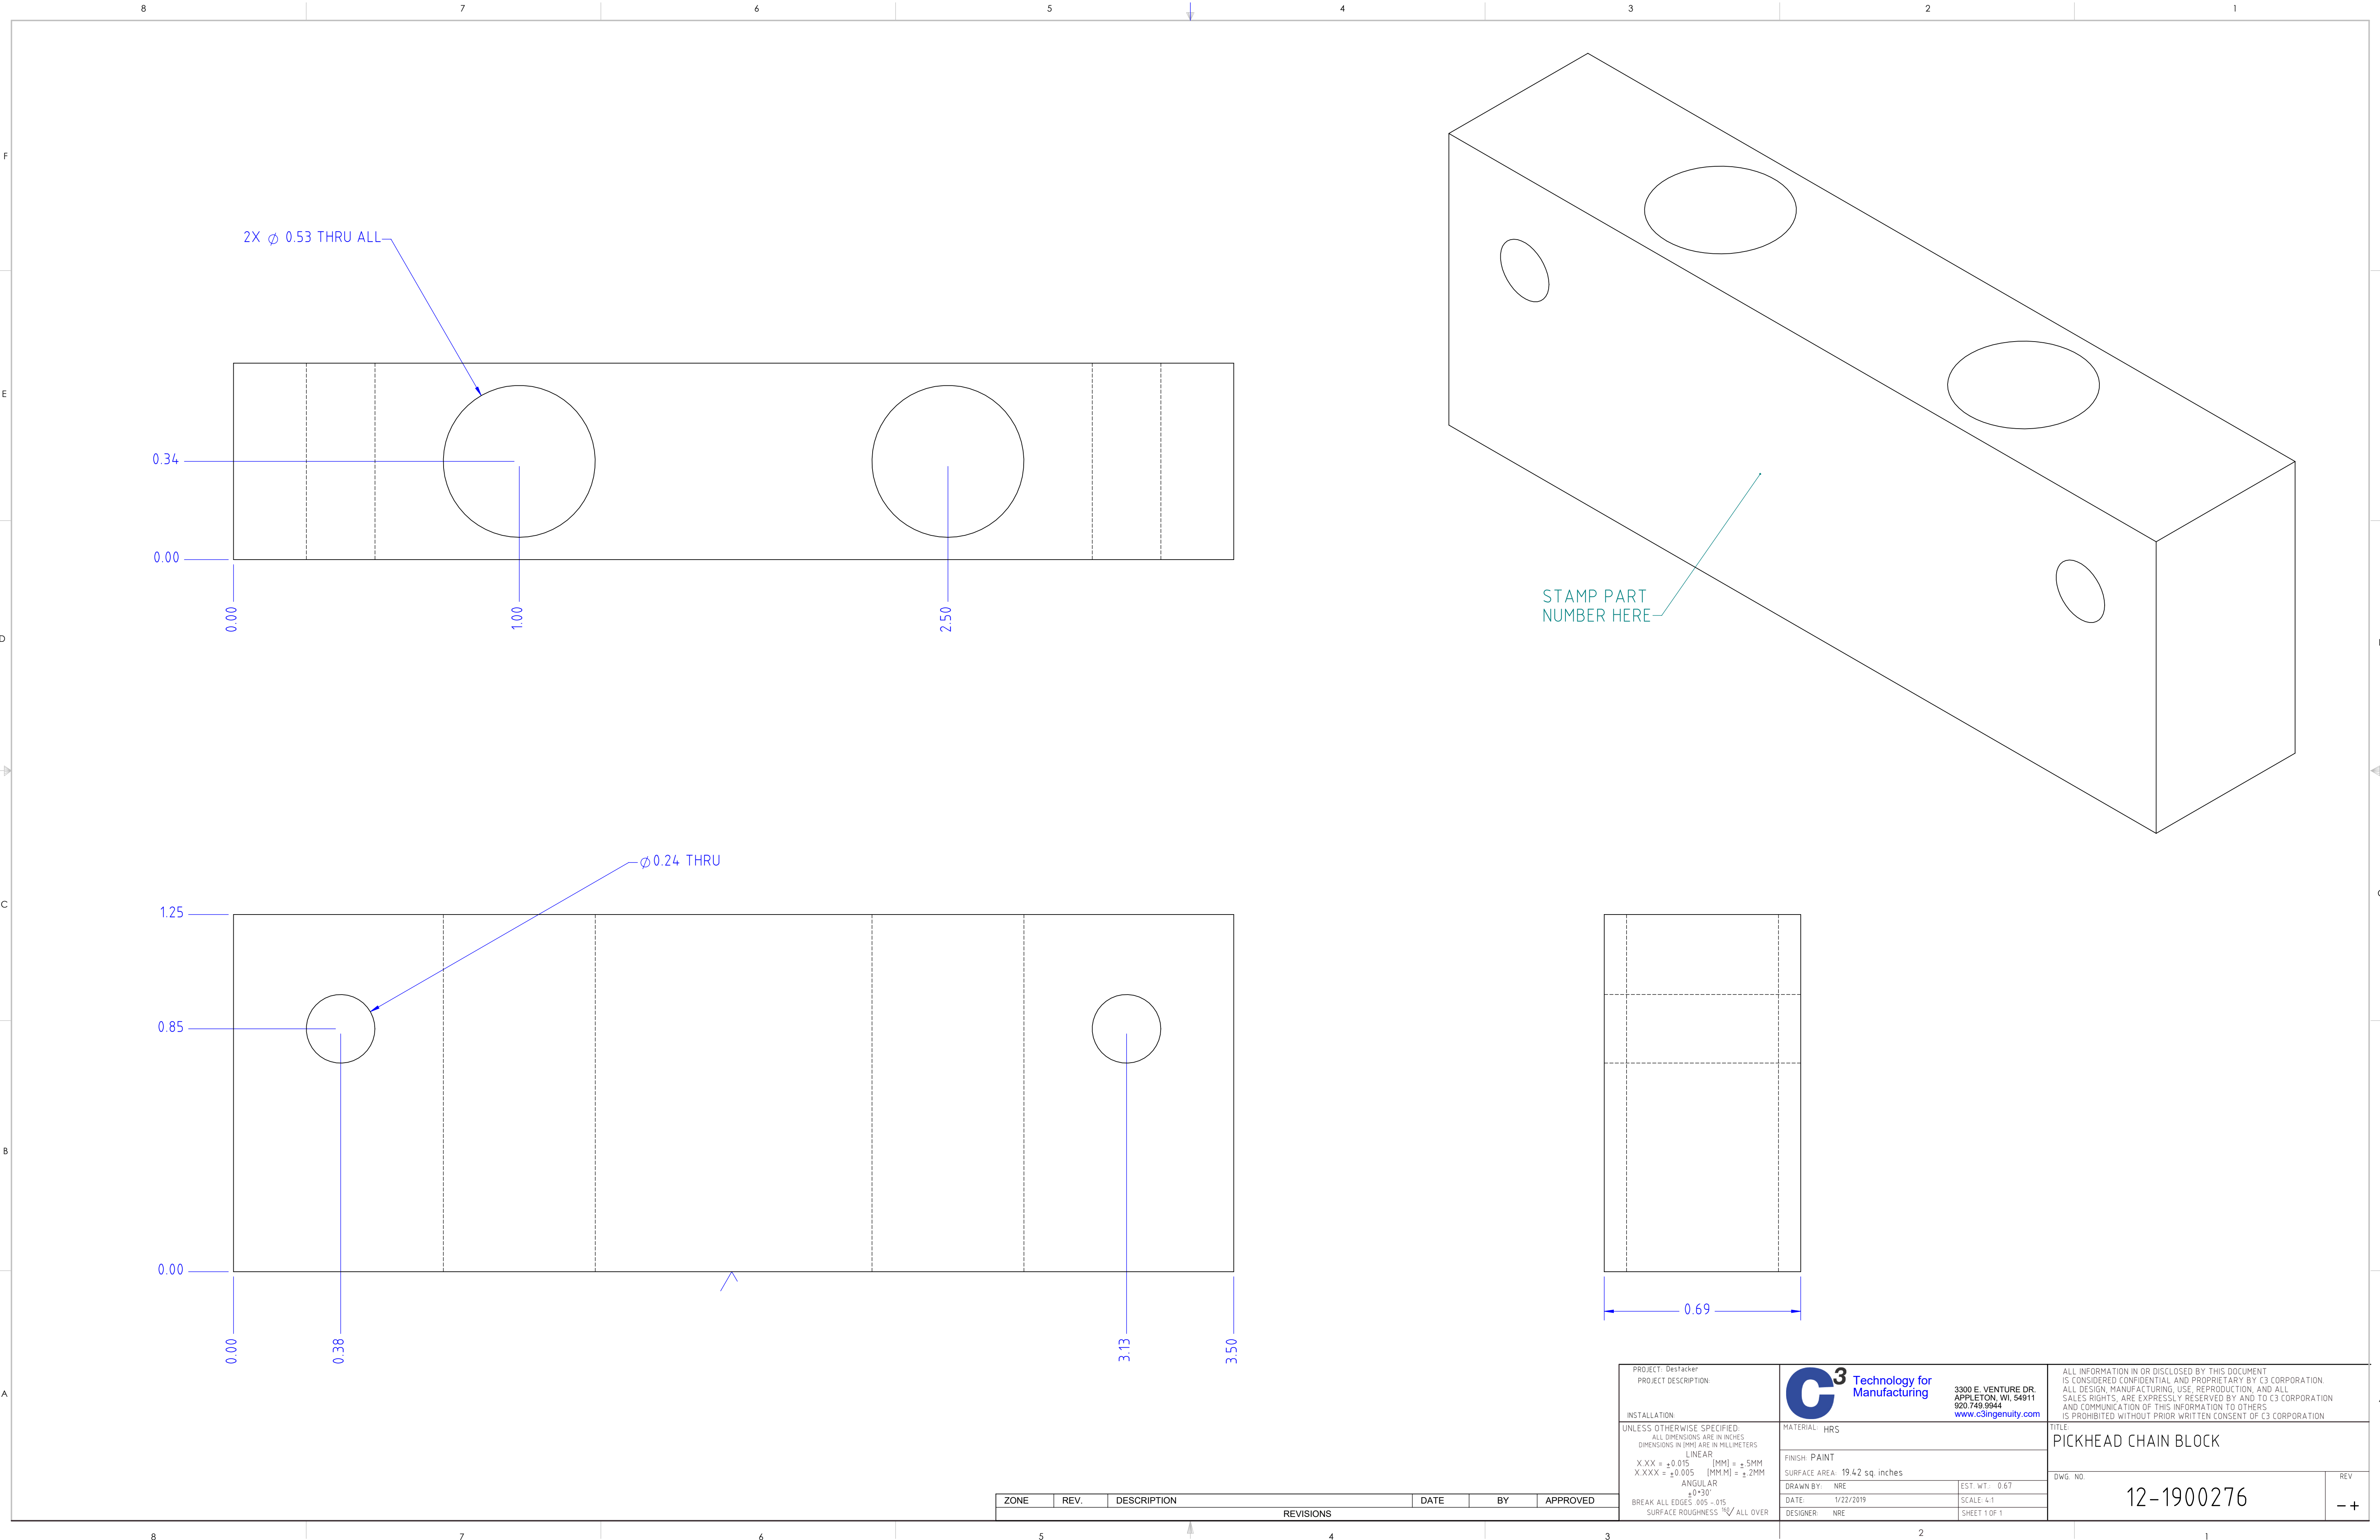 8 7 6 5 4 3 2 1
F
E
D
C
B
A
2X ⌀ 0.53 THRU ALL
0.34
0.00
0.00 1.00 2.50
STAMP PART
NUMBER HERE
⌀0.24 THRU
1.25
0.85
0.00
0.00 0.38 3.13 3.50
0.69
PROJECT: Destacker
PROJECT DESCRIPTION:
INSTALLATION:
C3 Technology for
Manufacturing
3300 E. VENTURE DR.
APPLETON, WI, 54911
920.749.9944
www.c3ingenuity.com
ALL INFORMATION IN OR DISCLOSED BY THIS DOCUMENT
IS CONSIDERED CONFIDENTIAL AND PROPRIETARY BY C3 CORPORATION.
ALL DESIGN, MANUFACTURING, USE, REPRODUCTION, AND ALL
SALES RIGHTS, ARE EXPRESSLY RESERVED BY AND TO C3 CORPORATION
AND COMMUNICATION OF THIS INFORMATION TO OTHERS
IS PROHIBITED WITHOUT PRIOR WRITTEN CONSENT OF C3 CORPORATION
UNLESS OTHERWISE SPECIFIED:
ALL DIMENSIONS ARE IN INCHES
DIMENSIONS IN [MM] ARE IN MILLIMETERS
LINEAR
X.XX = ±0.015 [MM] = ±.5MM
X.XXX = ±0.005 [MM.M] = ±.2MM
ANGULAR
±0°30'
BREAK ALL EDGES .005 -.015
SURFACE ROUGHNESS 160 ALL OVER
MATERIAL: HRS
FINISH: PAINT
SURFACE AREA: 19.42 sq. inches
DRAWN BY: NRE EST. WT.: 0.67
DATE: 1/22/2019 SCALE: 4:1
DESIGNER: NRE SHEET 1 OF 1
TITLE:
PICKHEAD CHAIN BLOCK
DWG. NO. REV
12-1900276 -+
ZONE REV. DESCRIPTION DATE BY APPROVED
REVISIONS
8 7 6 5 4 3 2 1